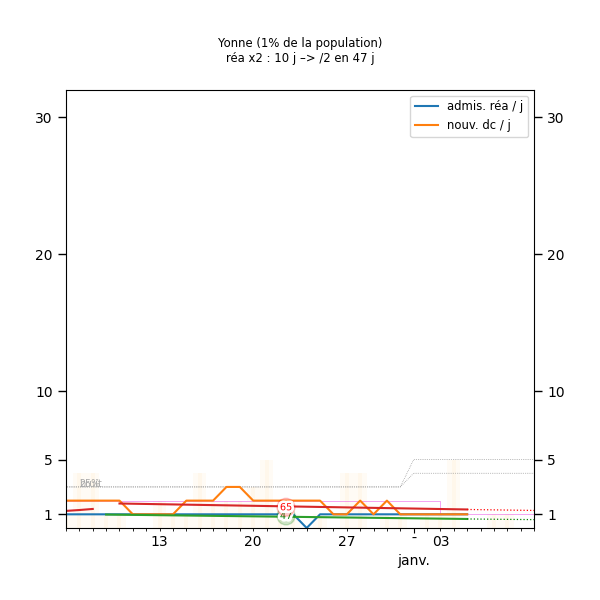 Yonne (1% de la population)
réa x2 : 10 j –> /2 en 47 j
admis. réa / j
nouv. dc / j
30 30
20 20
10 10
5 5
1 1
65
47
13 20 27 - 03
janv.